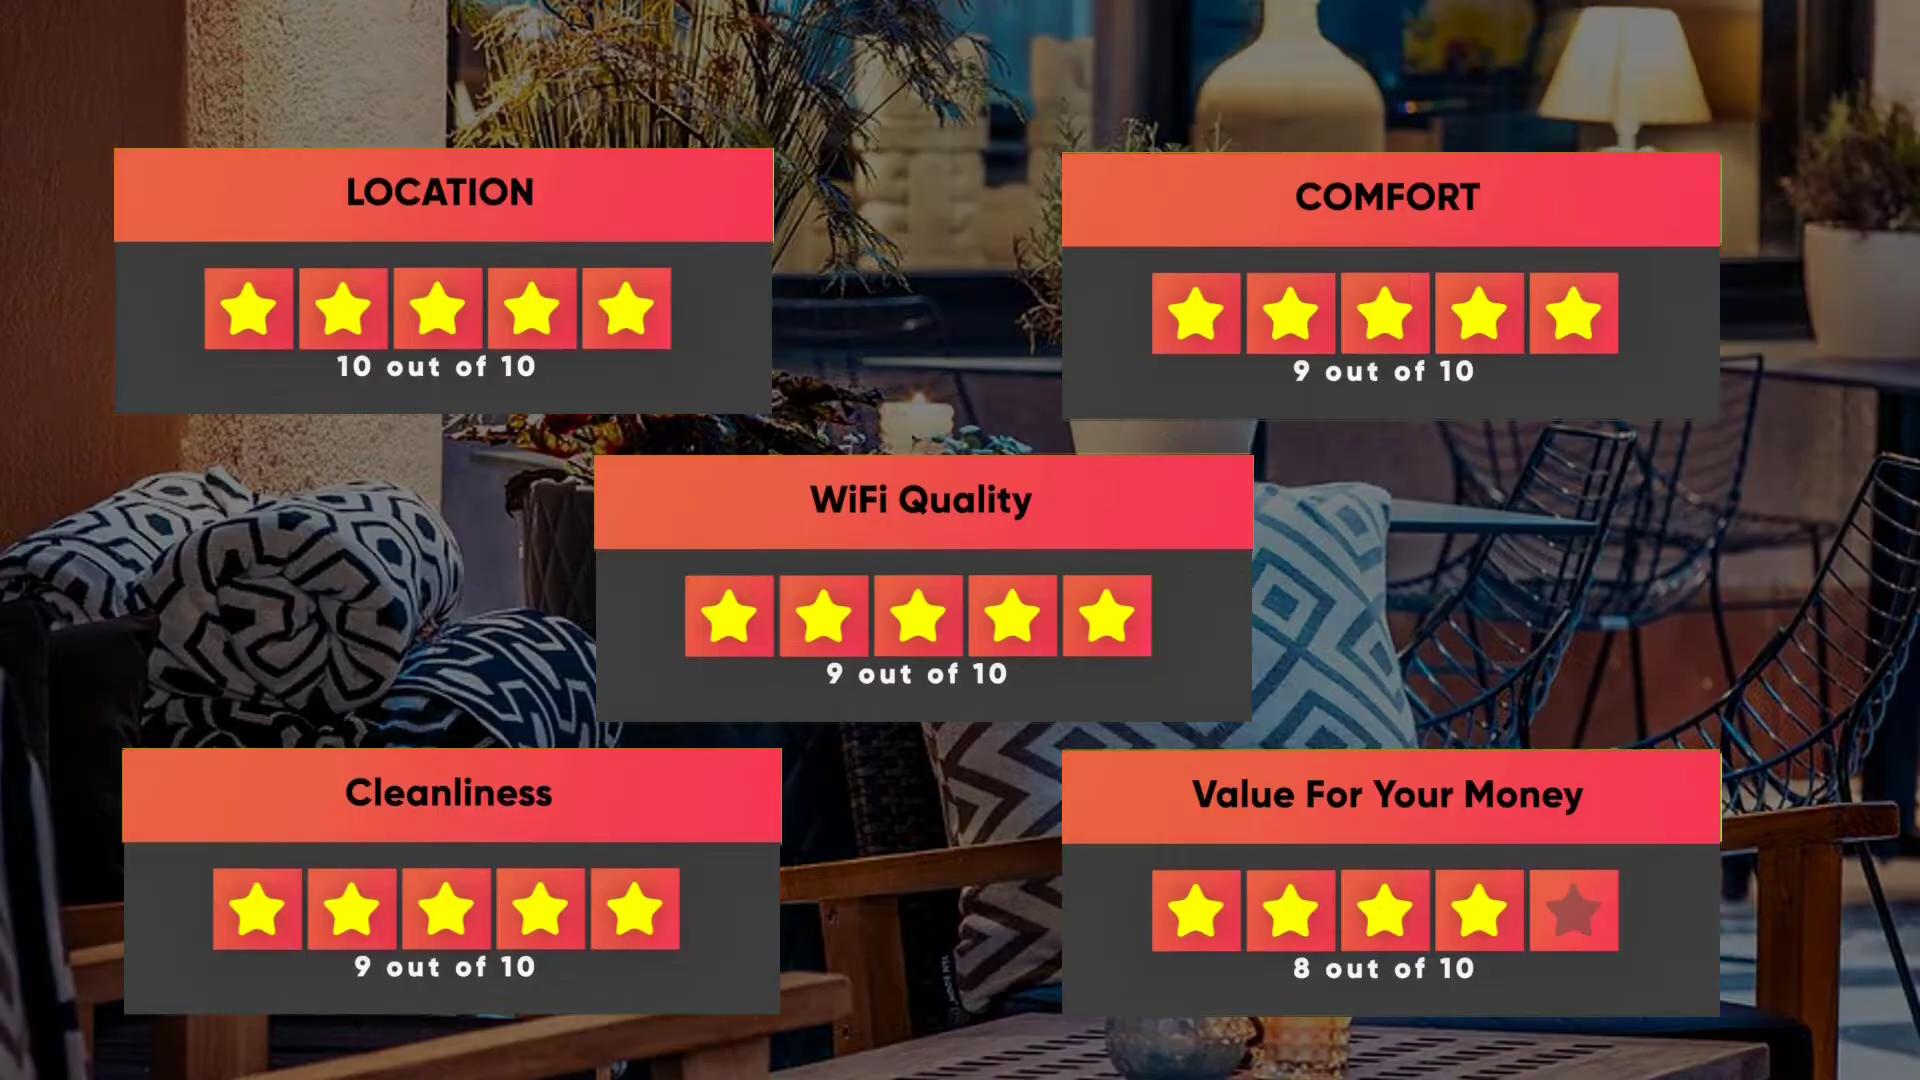 LOCATION
10 out of 10
COMFORT
9 out of 10
WiFi Quality
9 out of 10
Cleanliness
9 out of 10
Value For Your Money
8 out of 10